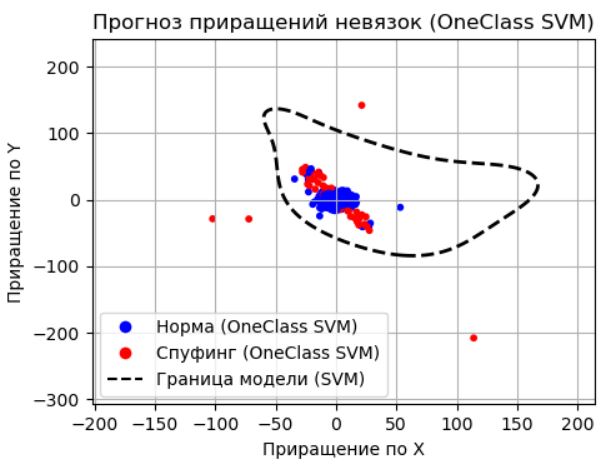 Прогноз приращений невязок (OneClass SVM)
Приращение по Y
200
100
0
−100
−200
−300
Норма (OneClass SVM)
Спуфинг (OneClass SVM)
Граница модели (SVM)
−200 −150 −100 −50 0 50 100 150 200
Приращение по X